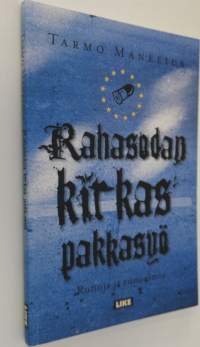 TARMO MANELIUS
Rahasodan
kirkas
pakkasyö
Runoja ja runoelmia
LIKE